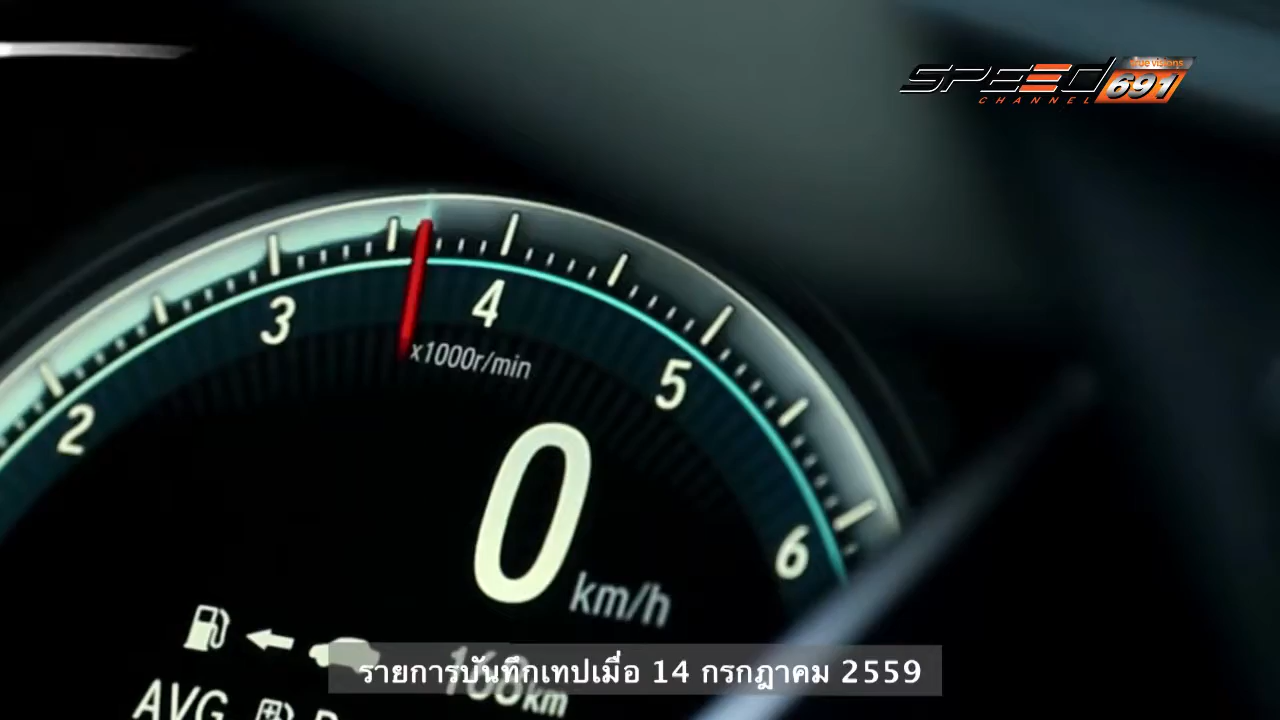 SPEED
true visions
CHANNEL 691
3
4
x1000r/min
2
5
0
km/h
6
168km
รายการบันทึกเทปเมื่อ 14 กรกฎาคม 2559
AVG